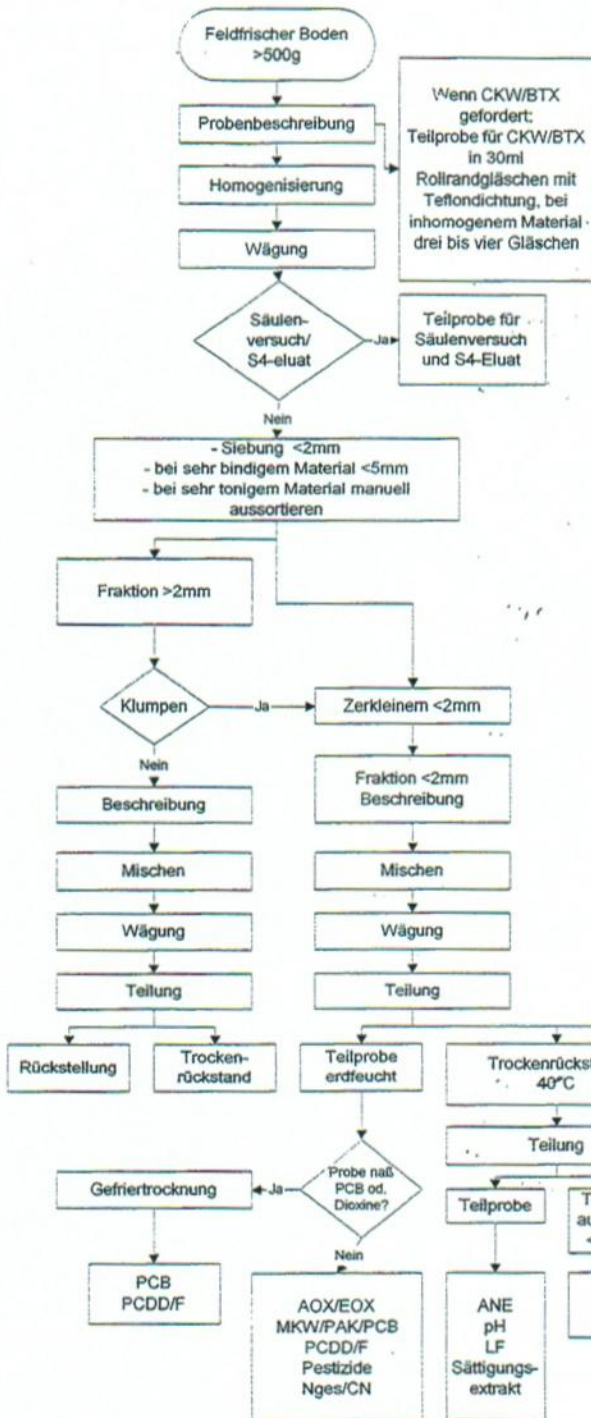 Feldfrischer Boden
>500g
Probenbeschreibung
Wenn CKW/BTX
gefordert:
Teilprobe für CKW/BTX
in 30ml
Rollrandgläschen mit
Teflondichtung, bei
inhomogenem Material
drei bis vier Gläschen
Homogenisierung
Wägung
Säulen-
versuch/
S4-eluat
Ja
Teilprobe für
Säulenversuch
und S4-Eluat
Nein
- Siebung <2mm
- bei sehr bindigem Material <5mm
- bei sehr tonigem Material manuell
aussortieren
Fraktion >2mm
Klumpen
Ja
Zerkleinern <2mm
Nein
Beschreibung
Fraktion <2mm
Beschreibung
Mischen
Mischen
Wägung
Wägung
Teilung
Teilung
Rückstellung
Trocken-
rückstand
Teilprobe
erdfeucht
Trockenrückst
40°C
Teilung
Probe naß
PCB od.
Dioxine?
Ja
Gefriertrocknung
Teilprobe
T
au
<
Nein
PCB
PCDD/F
AOX/EOX
MKW/PAK/PCB
PCDD/F
Pestizide
Nges/CN
ANE
pH
LF
Sättigungs-
extrakt